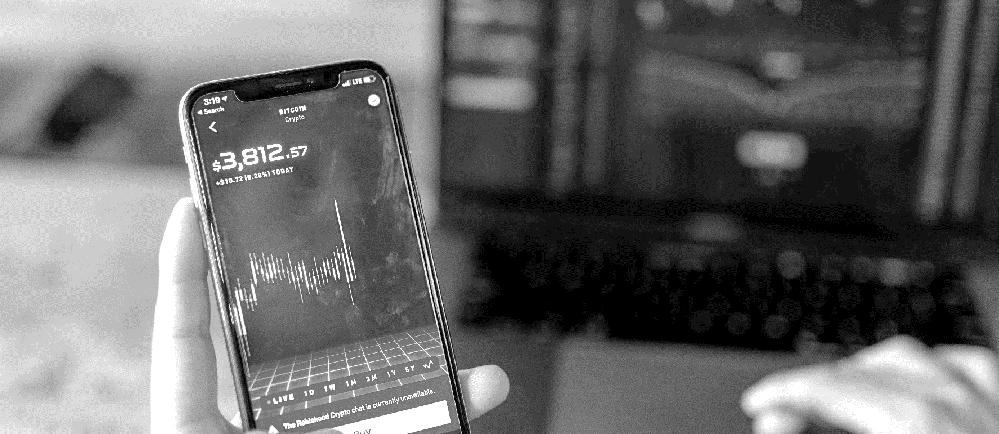 3:19
LTE
Search
BITCOIN
Crypto
$3,812.57
+$10.72 (0.28%) TODAY
LIVE 1D 1W 1M 3M 1Y 5Y
The Robinhood Crypto chat is currently unavailable.
Buy